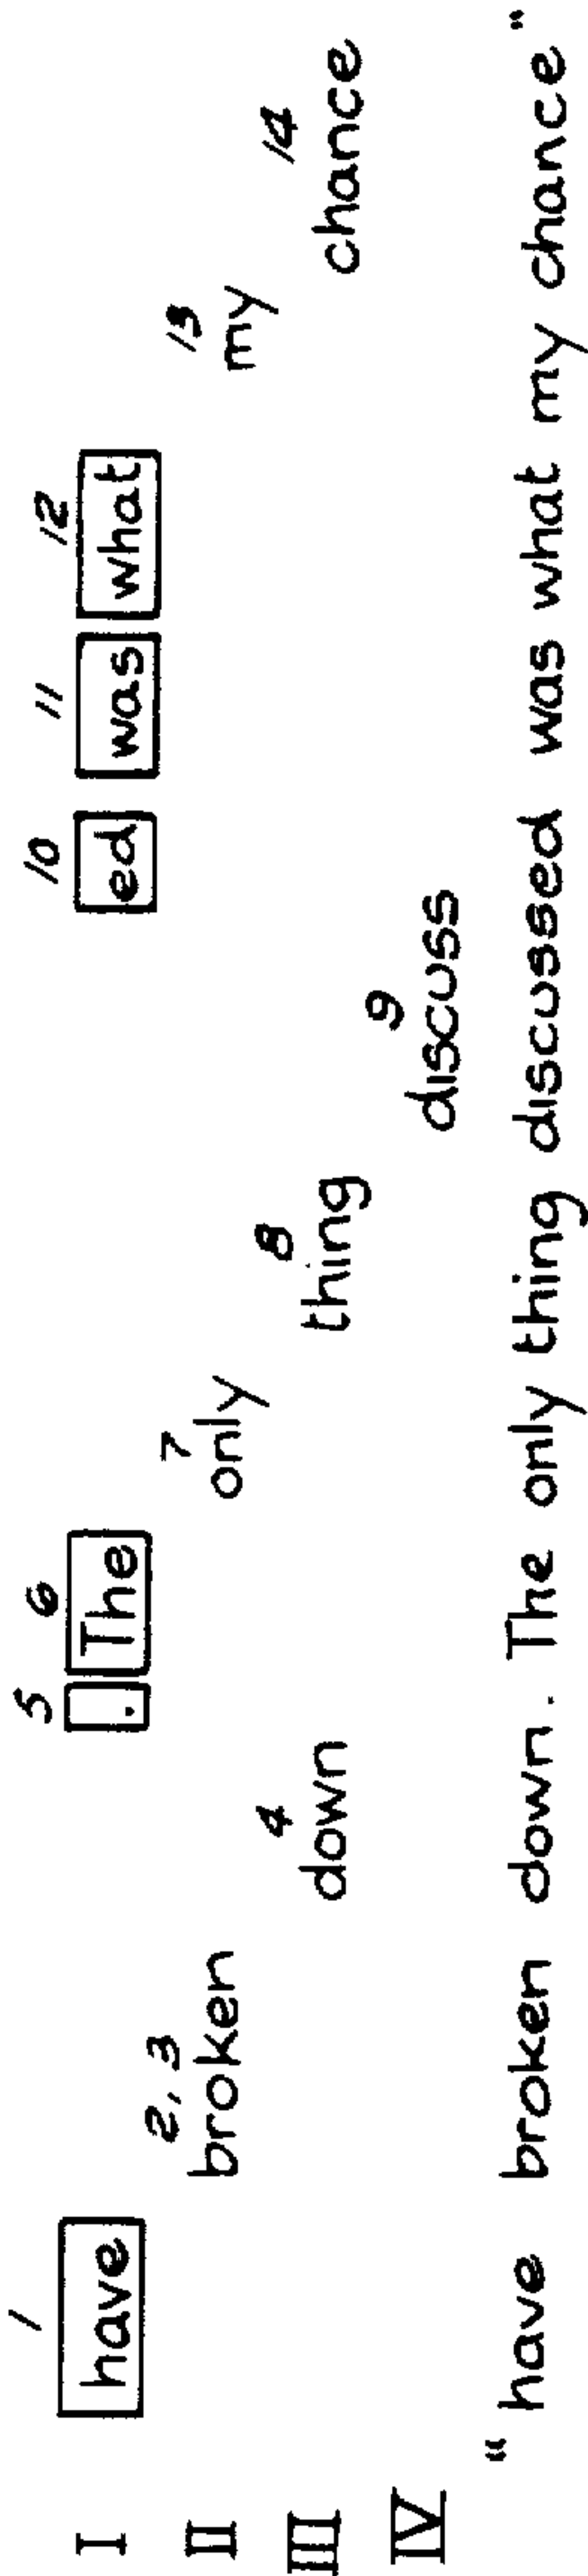 1 5 6 10 11 12
I have . The ed was what
2, 3 7 13
II broken only my
4 8 14
III down thing chance
9
IV discuss
"have broken down. The only thing discussed was what my chance"